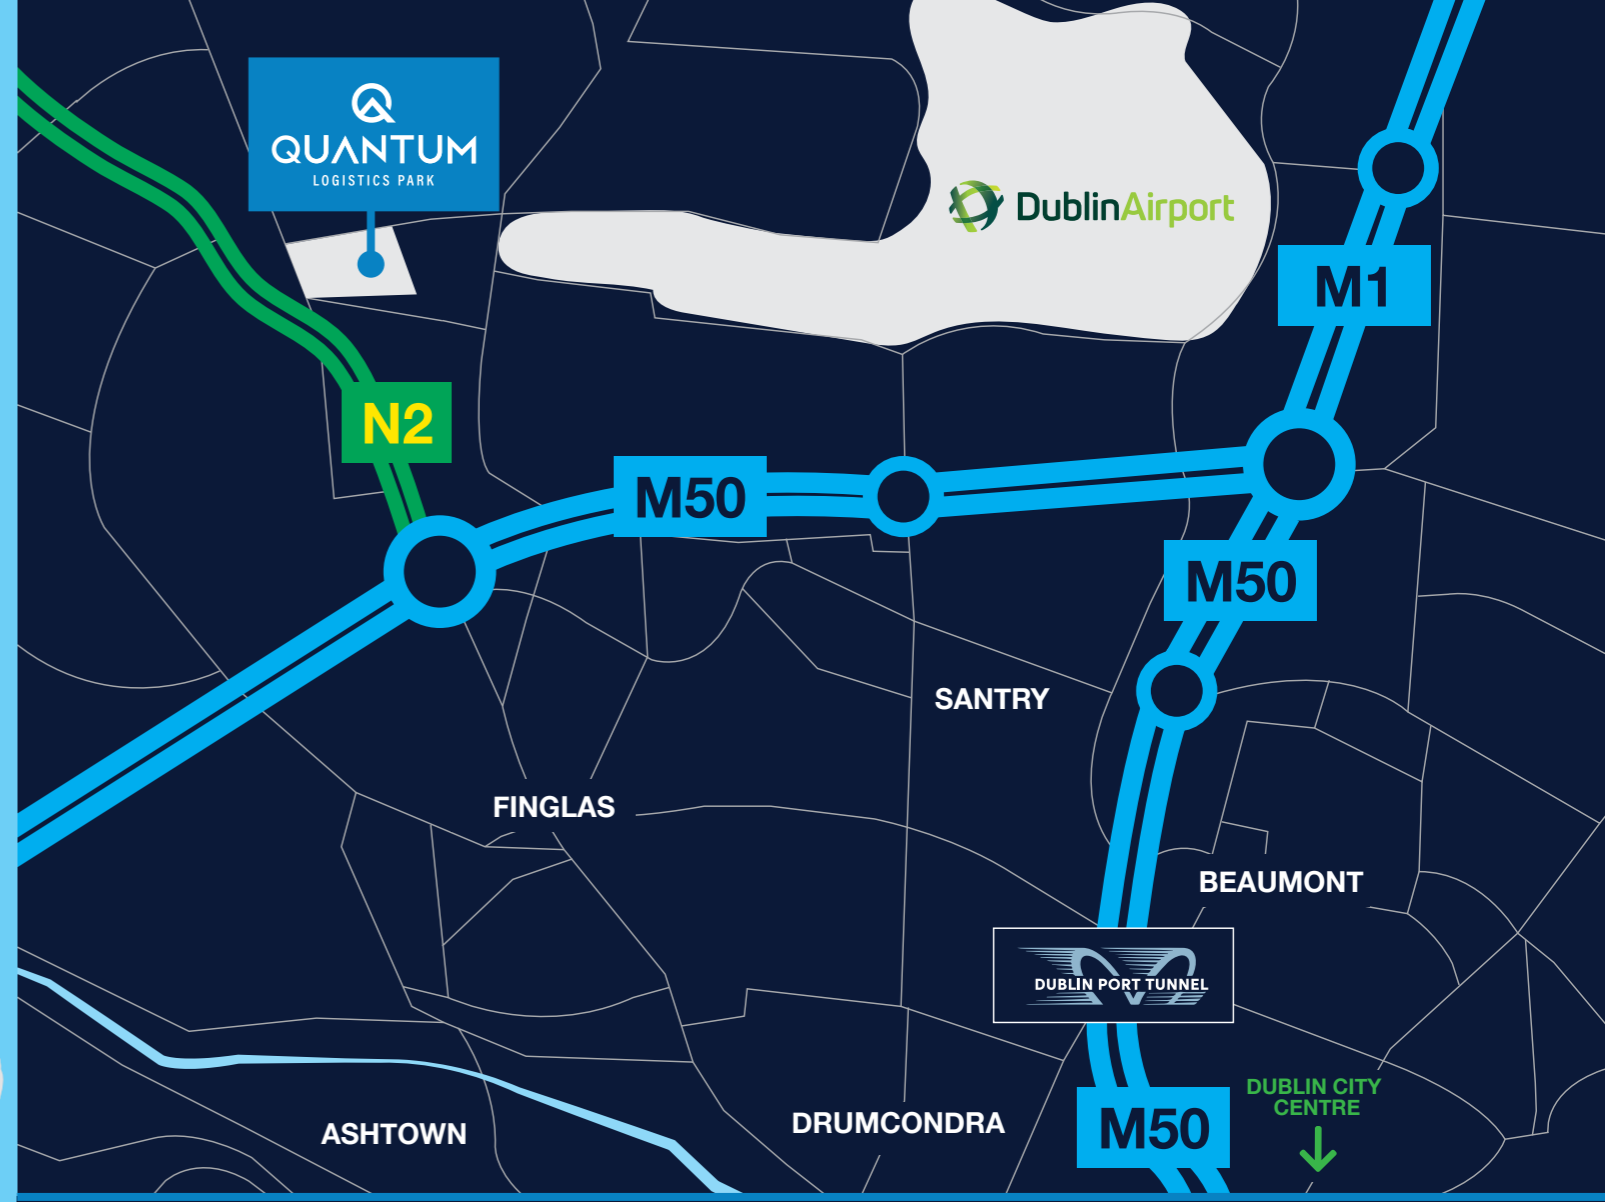 QUANTUM
LOGISTICS PARK
DublinAirport
M1
N2
M50
M50
SANTRY
FINGLAS
BEAUMONT
DUBLIN PORT TUNNEL
DUBLIN CITY
CENTRE
M50
DRUMCONDRA
ASHTOWN